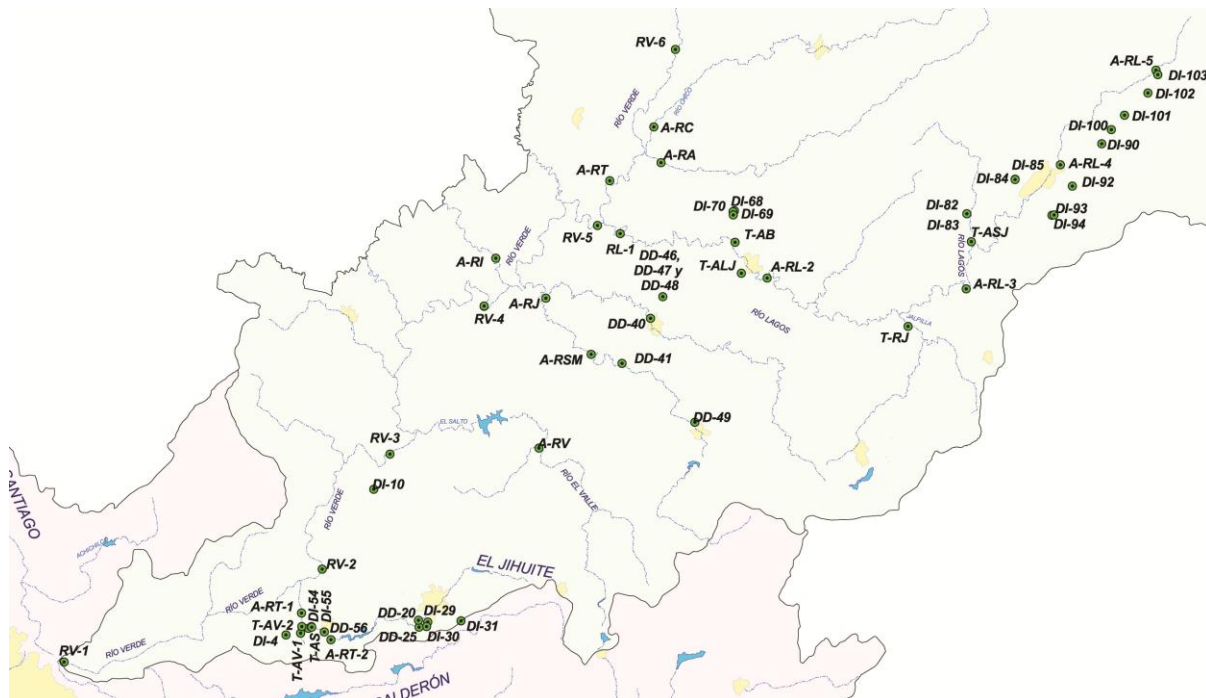 RV-6
RÍO VERDE
RÍO CHICO
A-RC
A-RA
A-RT
A-RL-5
DI-103
DI-102
DI-101
DI-100
DI-90
DI-85
A-RL-4
DI-84
DI-92
DI-93
DI-94
DI-82
DI-83
T-ASJ
RÍO LAGOS
A-RL-3
DI-68
DI-70
DI-69
T-AB
RV-5
RL-1
RÍO VERDE
T-ALJ
A-RL-2
DD-46,
DD-47 y
DD-48
A-RI
A-RJ
RV-4
DD-40
RÍO LAGOS
JALPILLA
T-RJ
A-RSM
DD-41
DD-49
EL SALTO
RV-3
A-RV
RÍO EL VALLE
DI-10
RÍO VERDE
SANTIAGO
RV-2
EL JIHUITE
RÍO VERDE
A-RT-1
DI-54
DI-55
T-AV-2
DD-56
DI-4
T-AV-1
T-AS
A-RT-2
DD-20
DI-29
DD-25
DI-30
DI-31
RV-1
RÍO VERDE
CALDERÓN